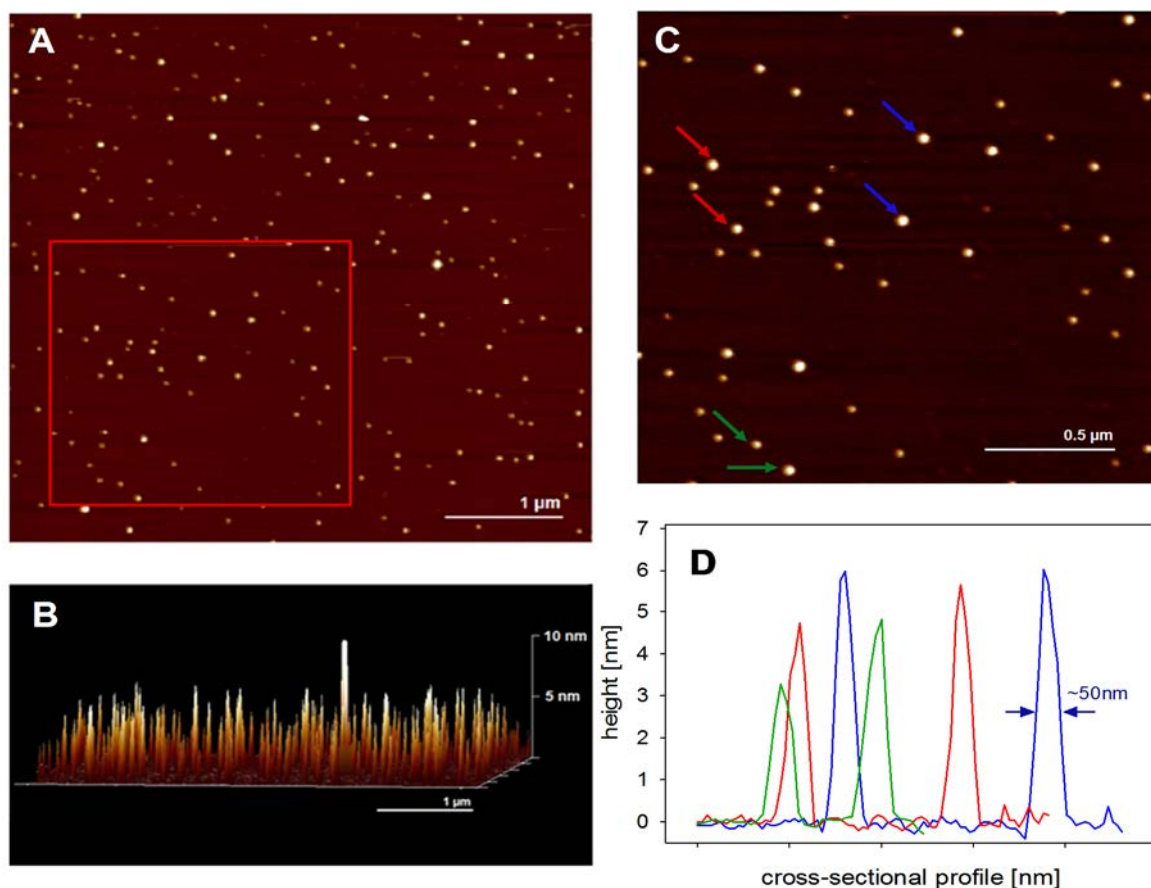 A
1 µm
B
10 nm
5 nm
1 µm
C
0.5 µm
D
7
6
5
4
3
2
1
0
height [nm]
~50nm
cross-sectional profile [nm]